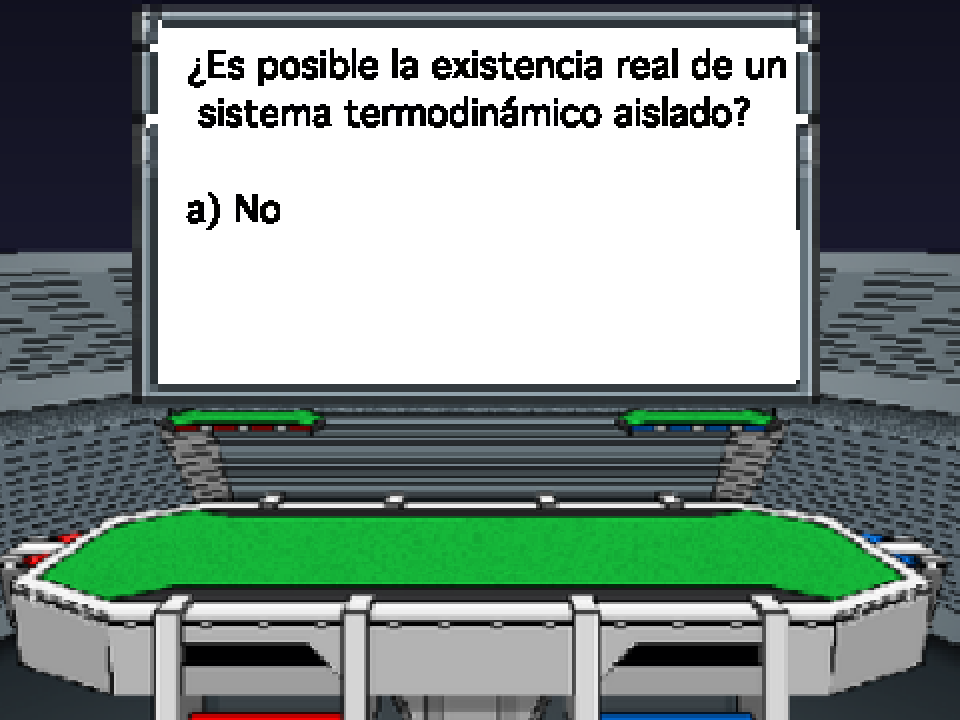 ¿Es posible la existencia real de un
sistema termodinámico aislado?
a) No